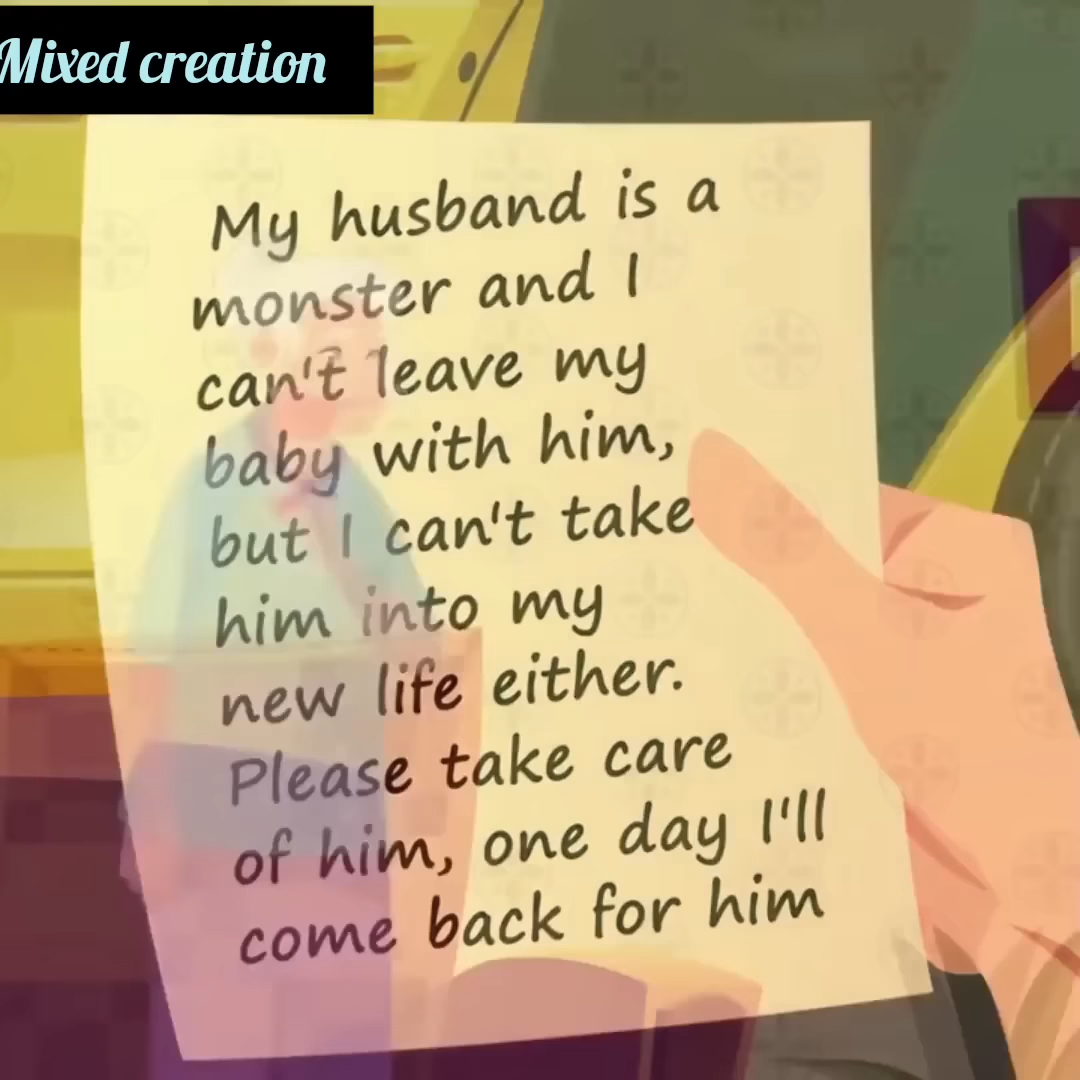 Mixed creation
My husband is a
monster and I
can't leave my
baby with him,
but I can't take
him into my
new life either.
Please take care
of him, one day I'll
come back for him